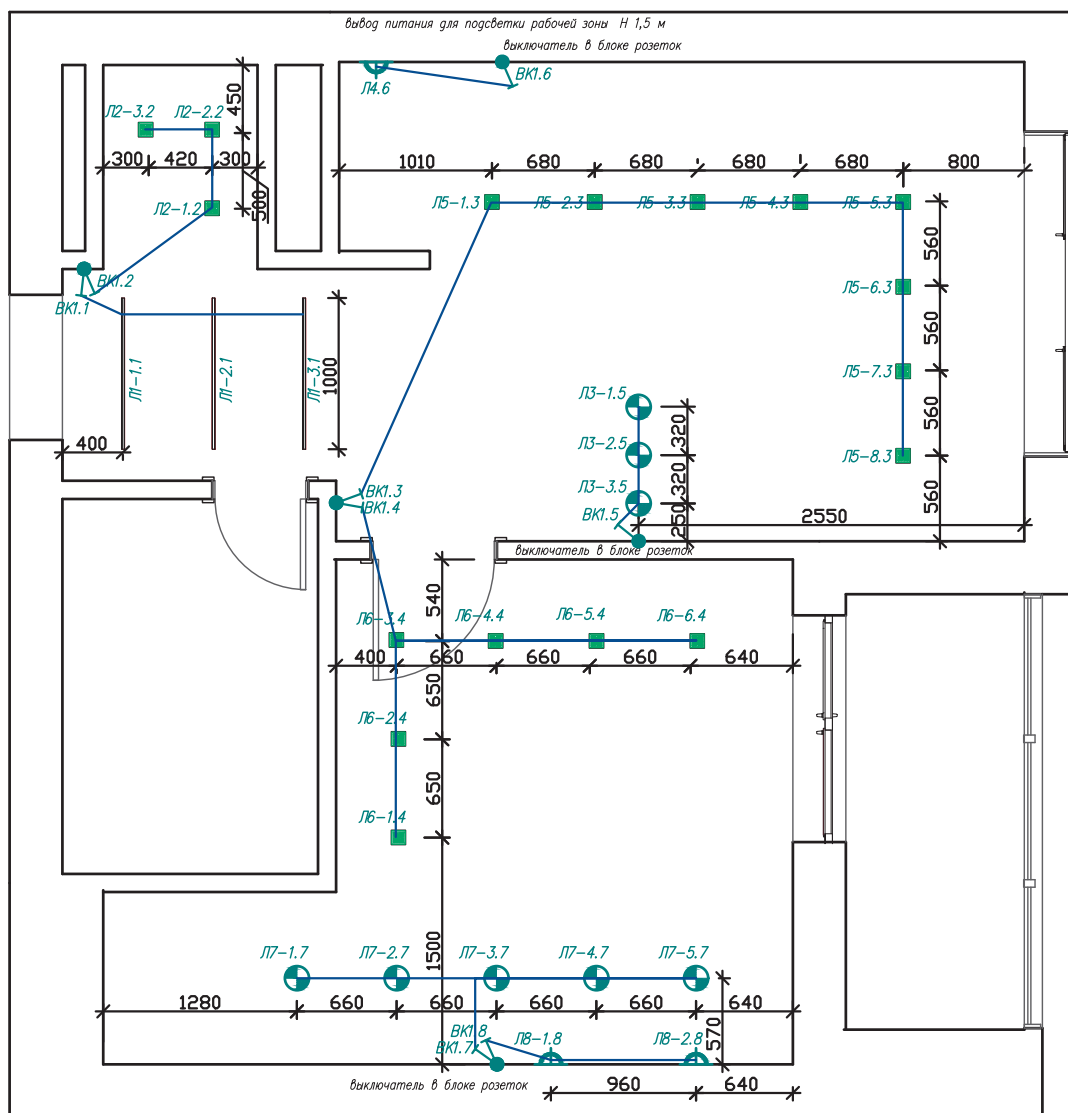 вывод питания для подсветки рабочей зоны Н 1,5 м
выключатель в блоке розеток
ВК1.6
Л4.6
450
Л2-3.2 Л2-2.2
300 420 300
1010 680 680 680 680 800
500
Л2-1.2
Л5-1.3 Л5-2.3 Л5-3.3 Л5-4.3 Л5-5.3
560
ВК1.2
ВК1.1
Л5-6.3
560
Л1-1.1 Л1-2.1 Л1-3.1
1000
Л5-7.3
Л3-1.5
560
320
400
Л3-2.5
Л5-8.3
320
Л3-3.5
560
ВК1.3
ВК1.4
ВК1.5
250
2550
выключатель в блоке розеток
540
Л6-3.4 Л6-4.4 Л6-5.4 Л6-6.4
400 660 660 660 640
650
Л6-2.4
650
Л6-1.4
1500
Л7-1.7 Л7-2.7 Л7-3.7 Л7-4.7 Л7-5.7
1280 660 660 660 660 640
570
ВК1.8
ВК1.7
Л8-1.8 Л8-2.8
выключатель в блоке розеток
960 640